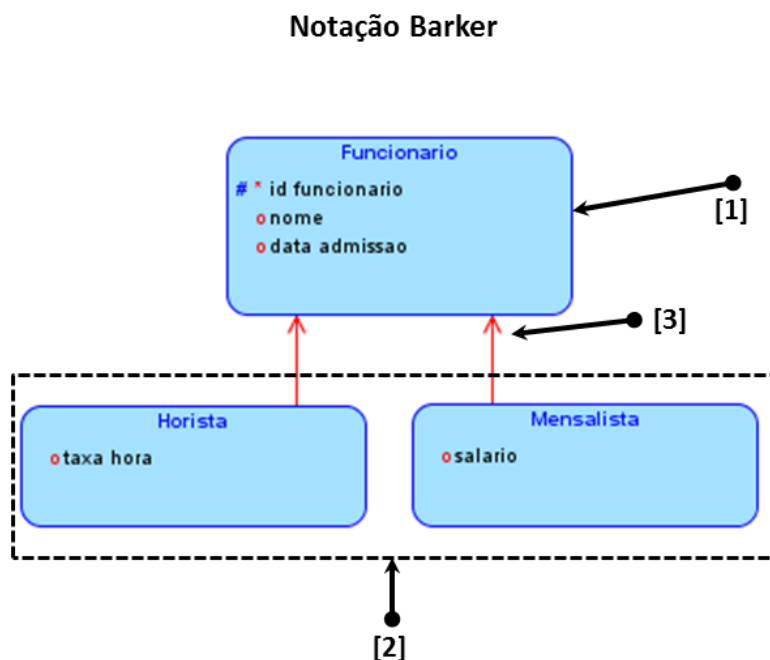 Notação Barker
Funcionario
# * id funcionario
o nome
o data admissao
[1]
[3]
Horista
o taxa hora
Mensalista
o salario
[2]